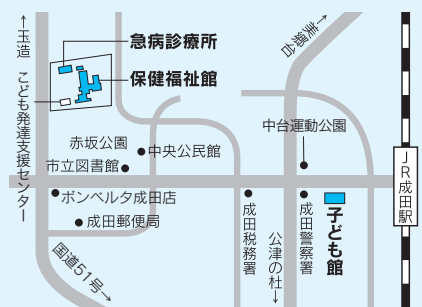 ←玉造
こども発達支援センター
急病診療所
保健福祉館
→美郷台
赤坂公園
中央公民館
市立図書館
中台運動公園
ボンベルタ成田店
成田郵便局
国道51号→
成田税務署
公津の杜→
成田警察署
子ども館
JR成田駅